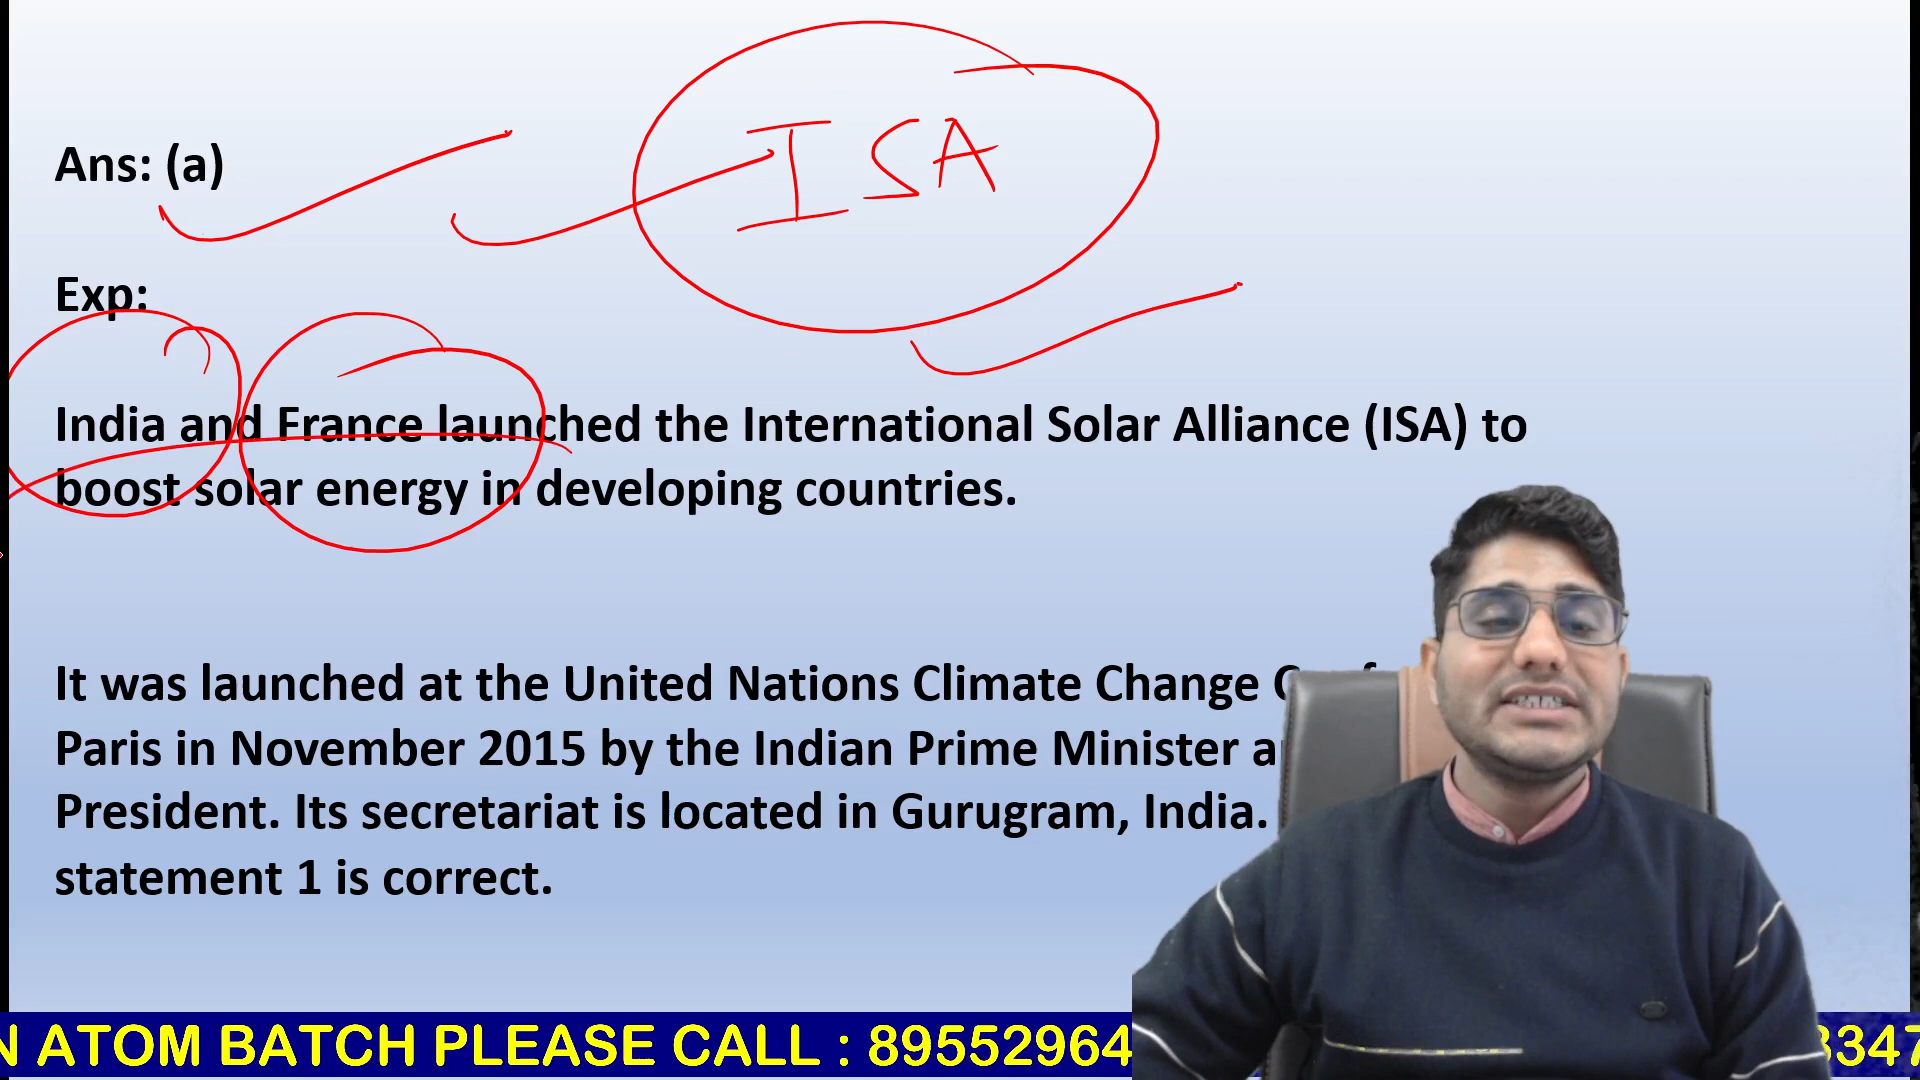 Ans: (a)
ISA
Exp:
India and France launched the International Solar Alliance (ISA) to
boost solar energy in developing countries.
It was launched at the United Nations Climate Change
Paris in November 2015 by the Indian Prime Minister
President. Its secretariat is located in Gurugram, India.
statement 1 is correct.
N ATOM BATCH PLEASE CALL : 89552964 3347